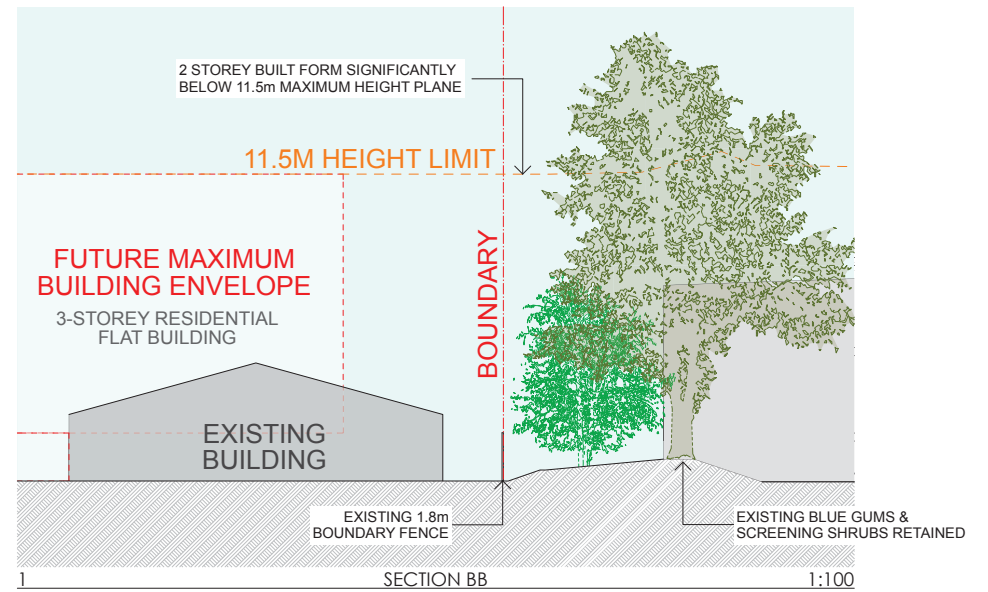 2 STOREY BUILT FORM SIGNIFICANTLY
BELOW 11.5m MAXIMUM HEIGHT PLANE
11.5M HEIGHT LIMIT
FUTURE MAXIMUM
BUILDING ENVELOPE
3-STOREY RESIDENTIAL
FLAT BUILDING
BOUNDARY
EXISTING
BUILDING
EXISTING 1.8m
BOUNDARY FENCE
EXISTING BLUE GUMS &
SCREENING SHRUBS RETAINED
1
SECTION BB
1:100